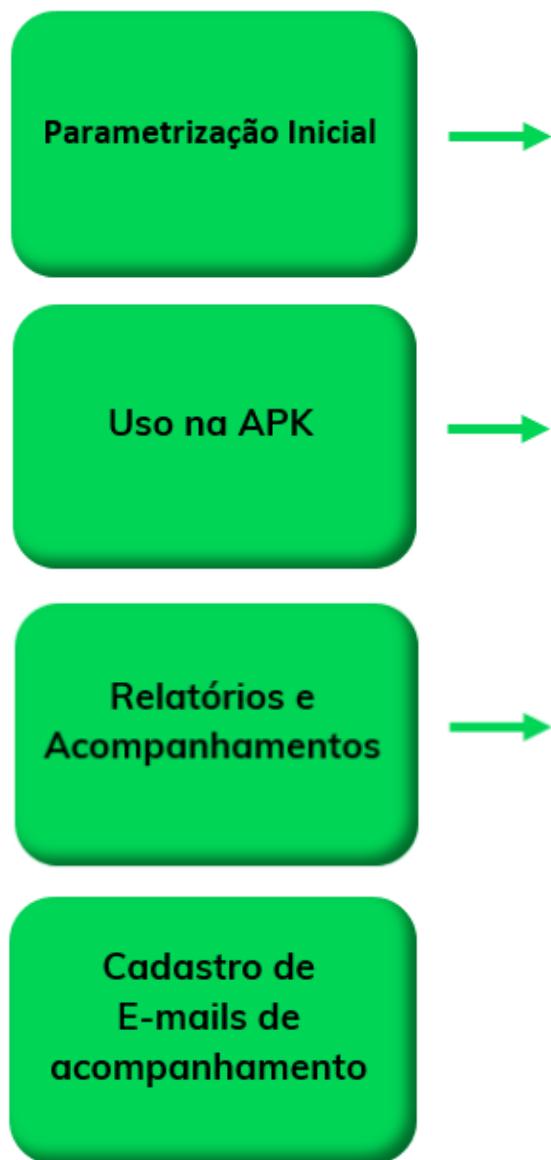 Parametrização Inicial
Uso na APK
Relatórios e
Acompanhamentos
Cadastro de
E-mails de
acompanhamento